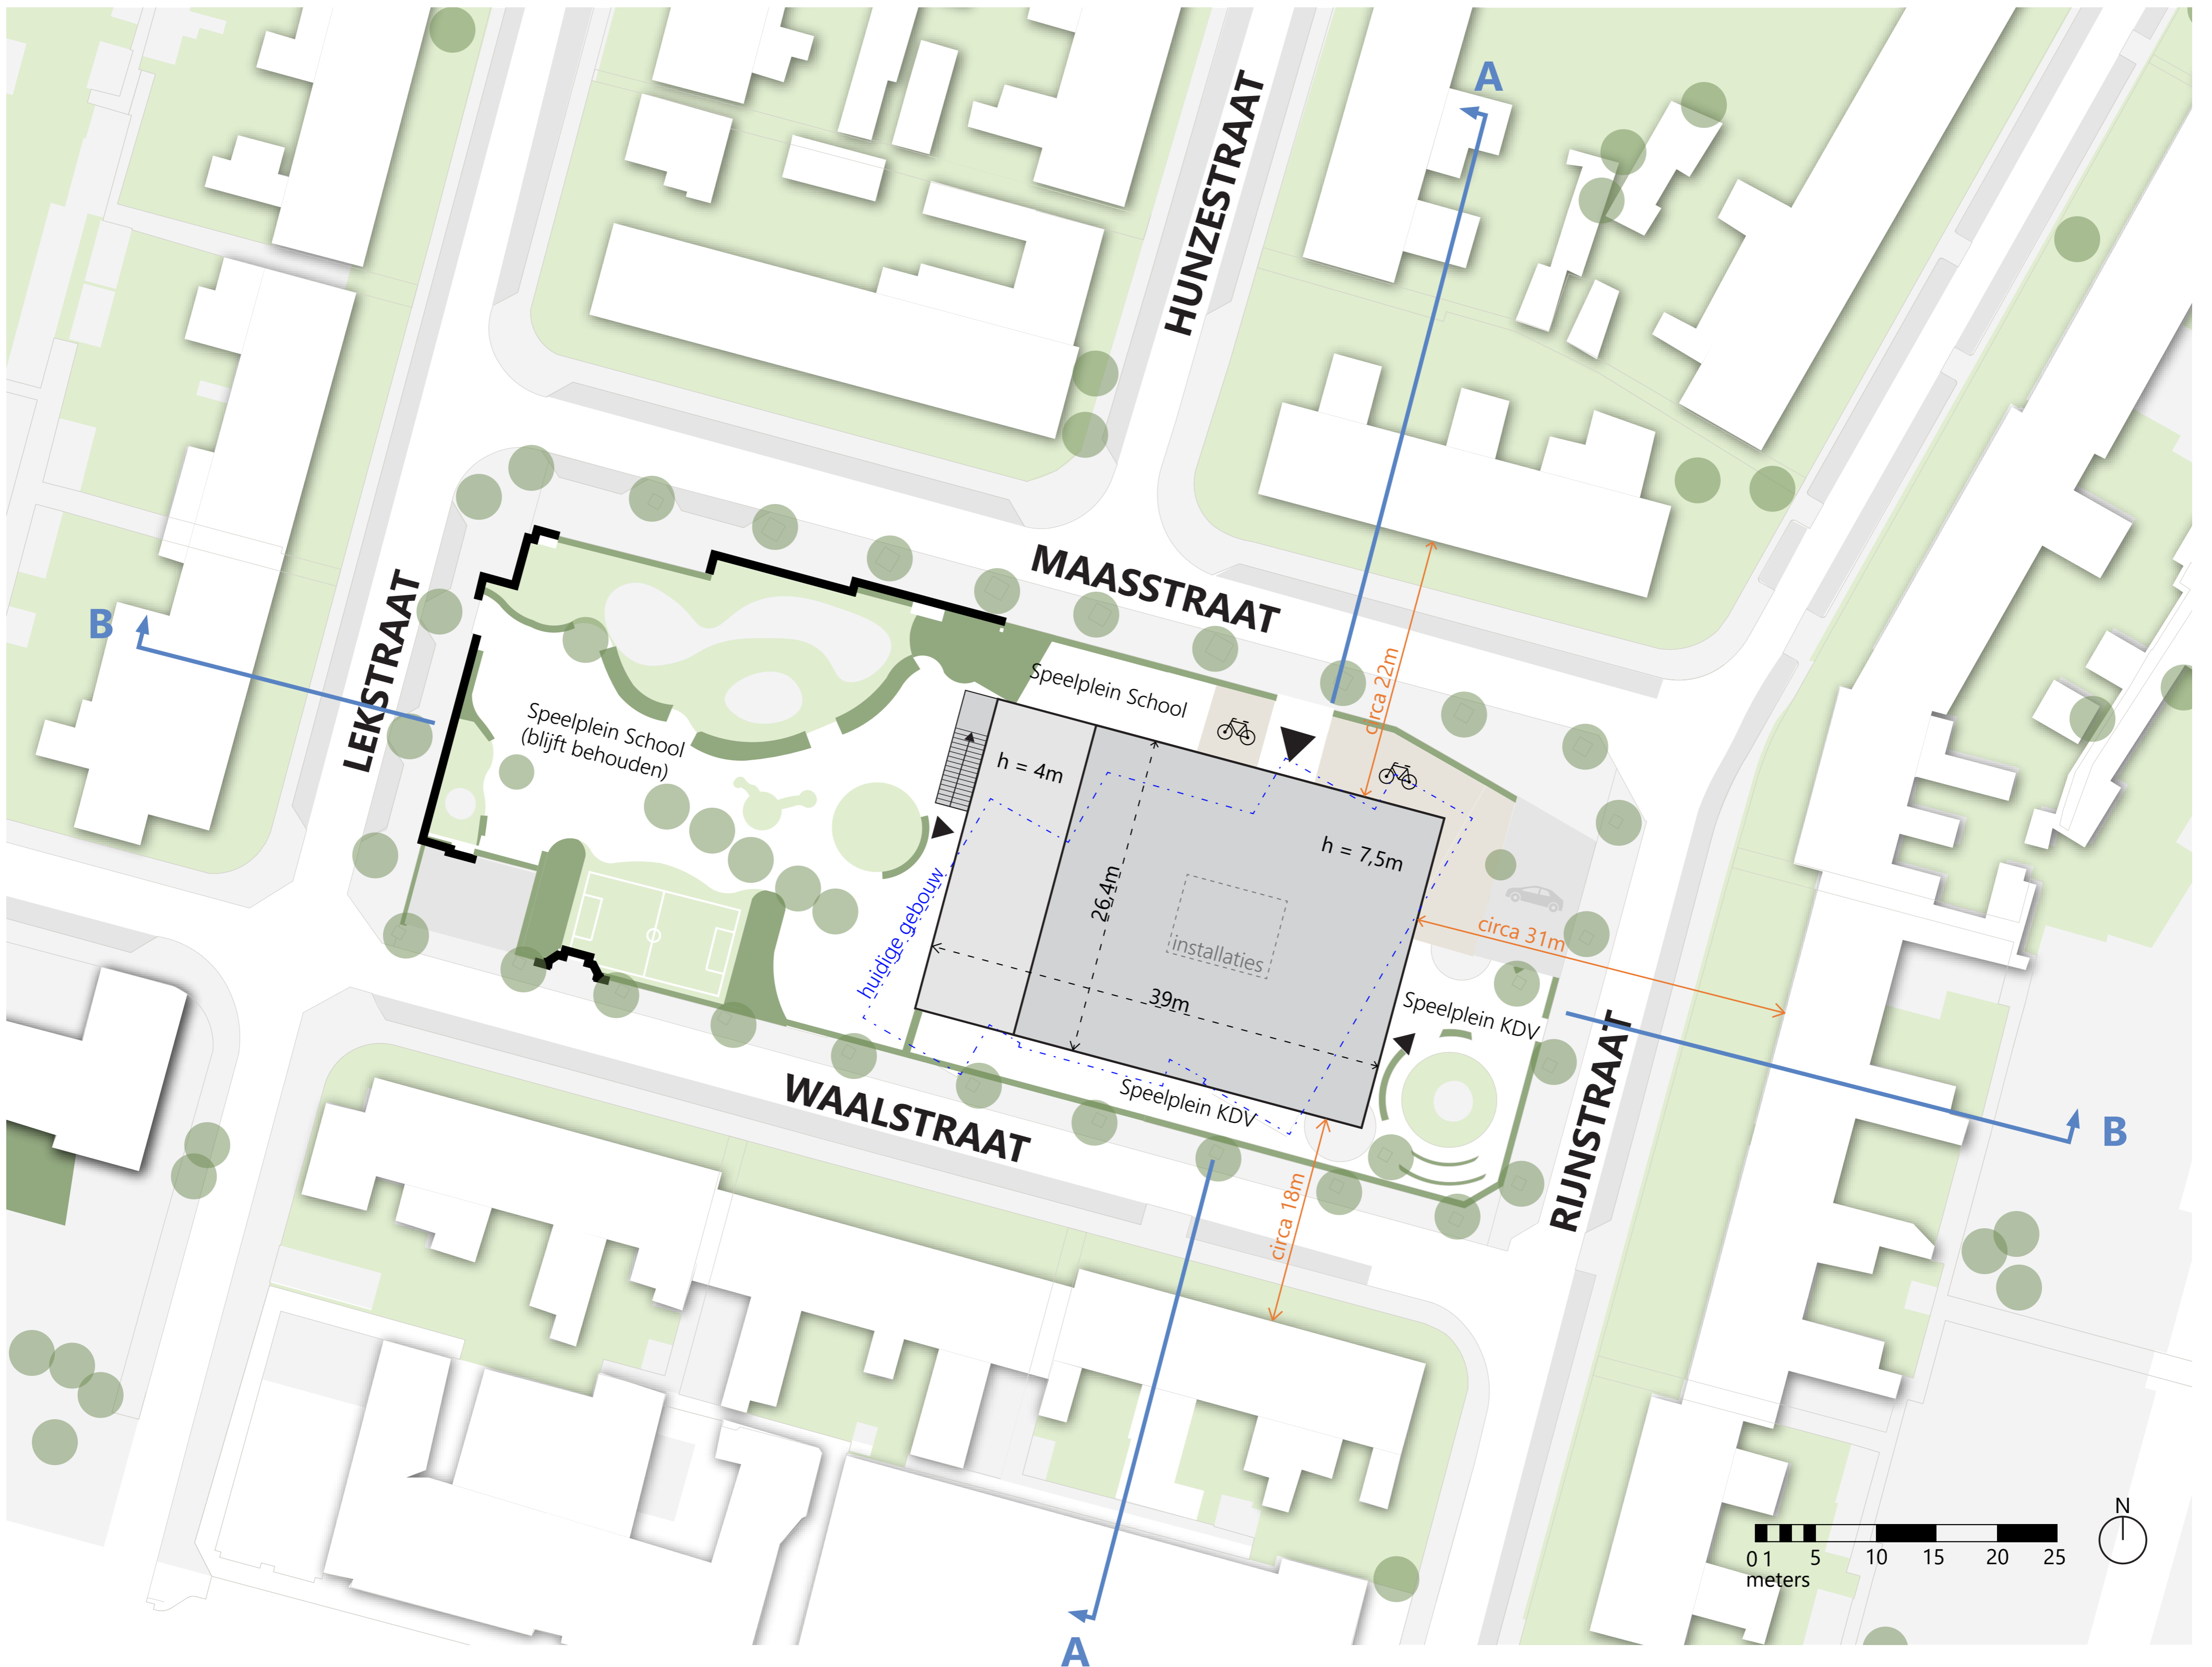 A
HUNZESTRAAT
MAASSTRAAT
B
LEKSTRAAT
circa 22m
Speelplein School
Speelplein School
(blijft behouden)
h = 4m
h = 7,5m
26,4m
huidige gebouw
installaties
circa 31m
39m
Speelplein KDV
RIJNSTRAAT
Speelplein KDV
WAALSTRAAT
B
circa 18m
N
0 1 5 10 15 20 25
meters
A